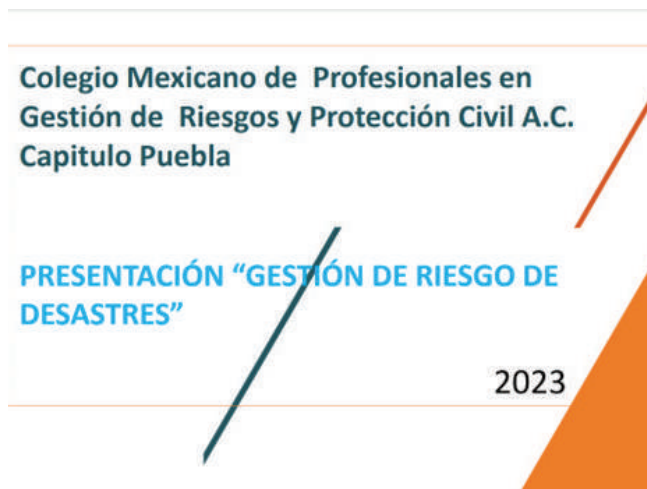 Colegio Mexicano de Profesionales en
Gestión de Riesgos y Protección Civil A.C.
Capitulo Puebla
PRESENTACIÓN “GESTIÓN DE RIESGO DE
DESASTRES”
2023